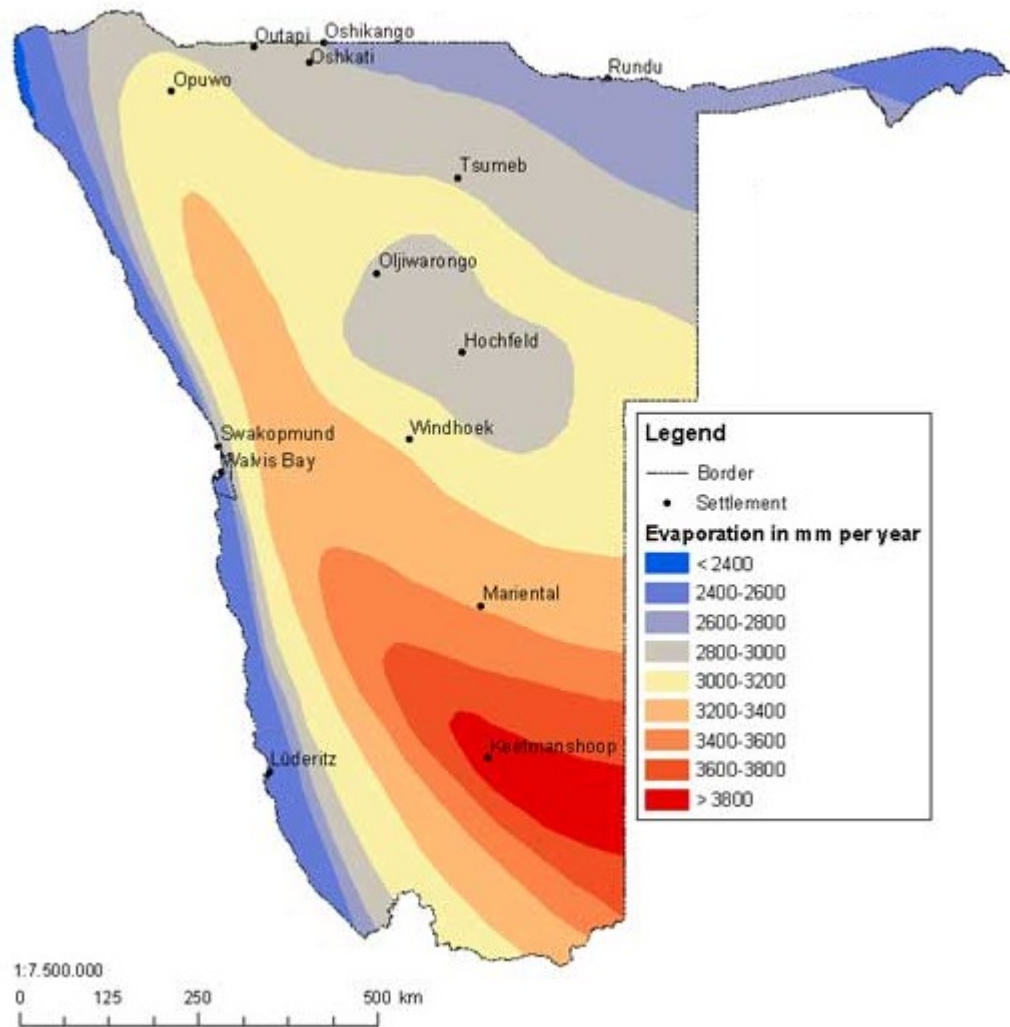 Outapi
Oshikango
Oshkati
Opuwo
Rundu
Tsumeb
Oljiwarongo
Hochfeld
Swakopmund
Windhoek
Walvis Bay
Mariental
Keetmanshoop
Lüderitz
Legend
Border
Settlement
Evaporation in mm per year
< 2400
2400-2600
2600-2800
2800-3000
3000-3200
3200-3400
3400-3600
3600-3800
> 3800
1:7.500.000
0 125 250 500 km